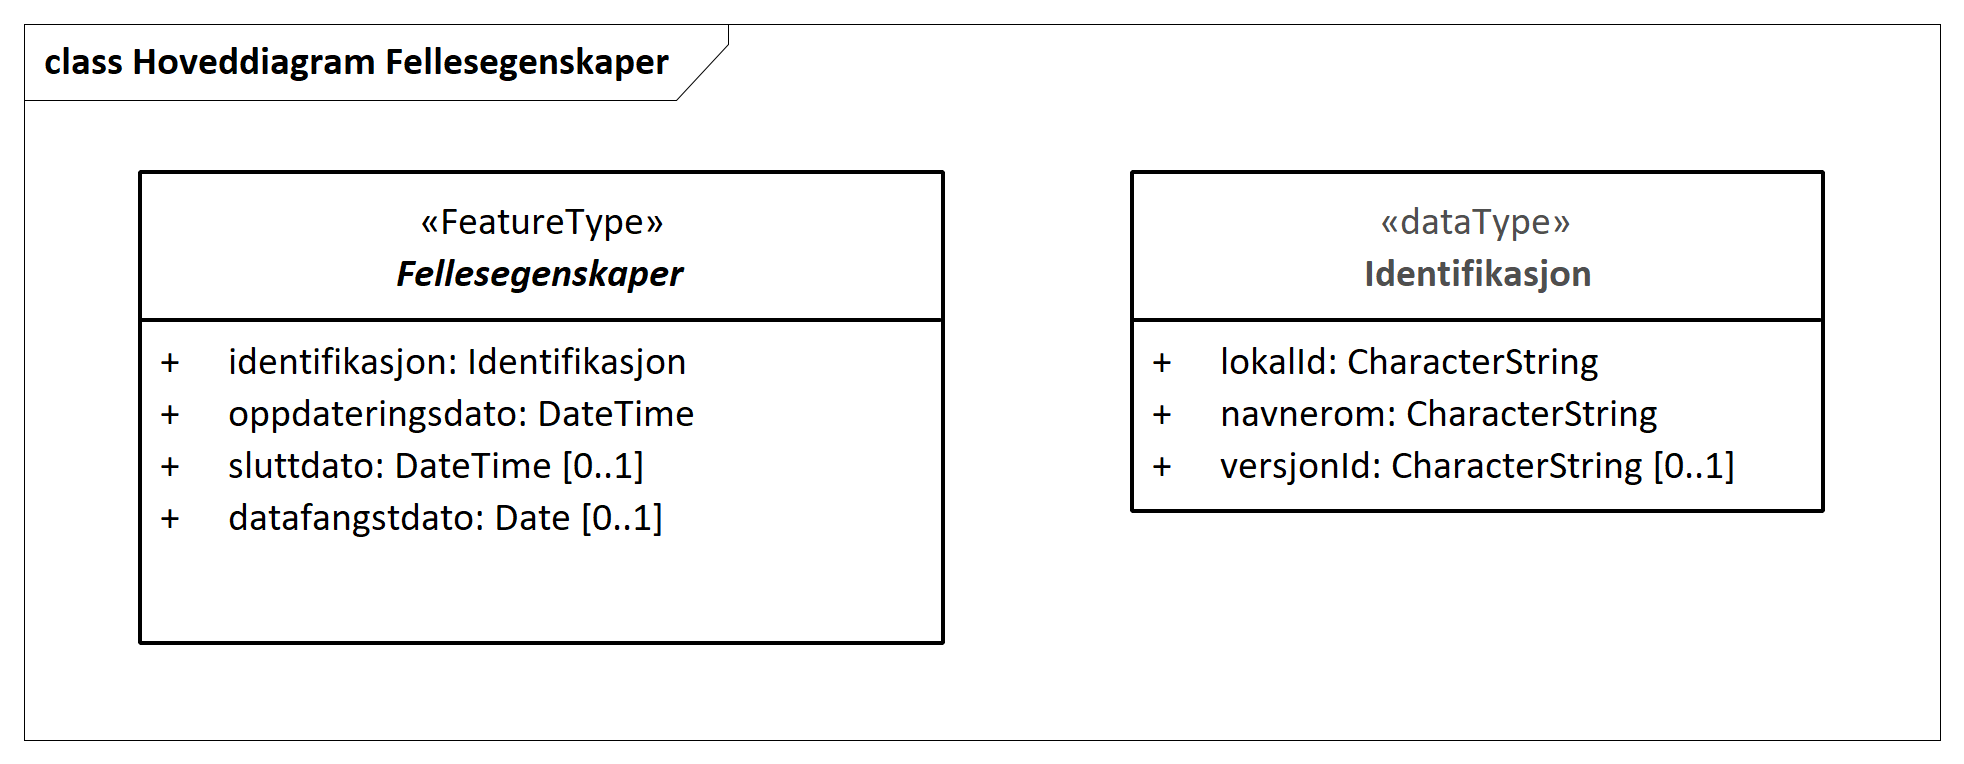 class Hoveddiagram Fellesegenskaper
«FeatureType»
Fellesegenskaper
+ identifikasjon: Identifikasjon
+ oppdateringsdato: DateTime
+ sluttdato: DateTime [0..1]
+ datafangstdato: Date [0..1]
«dataType»
Identifikasjon
+ lokalId: CharacterString
+ navnerom: CharacterString
+ versjonId: CharacterString [0..1]